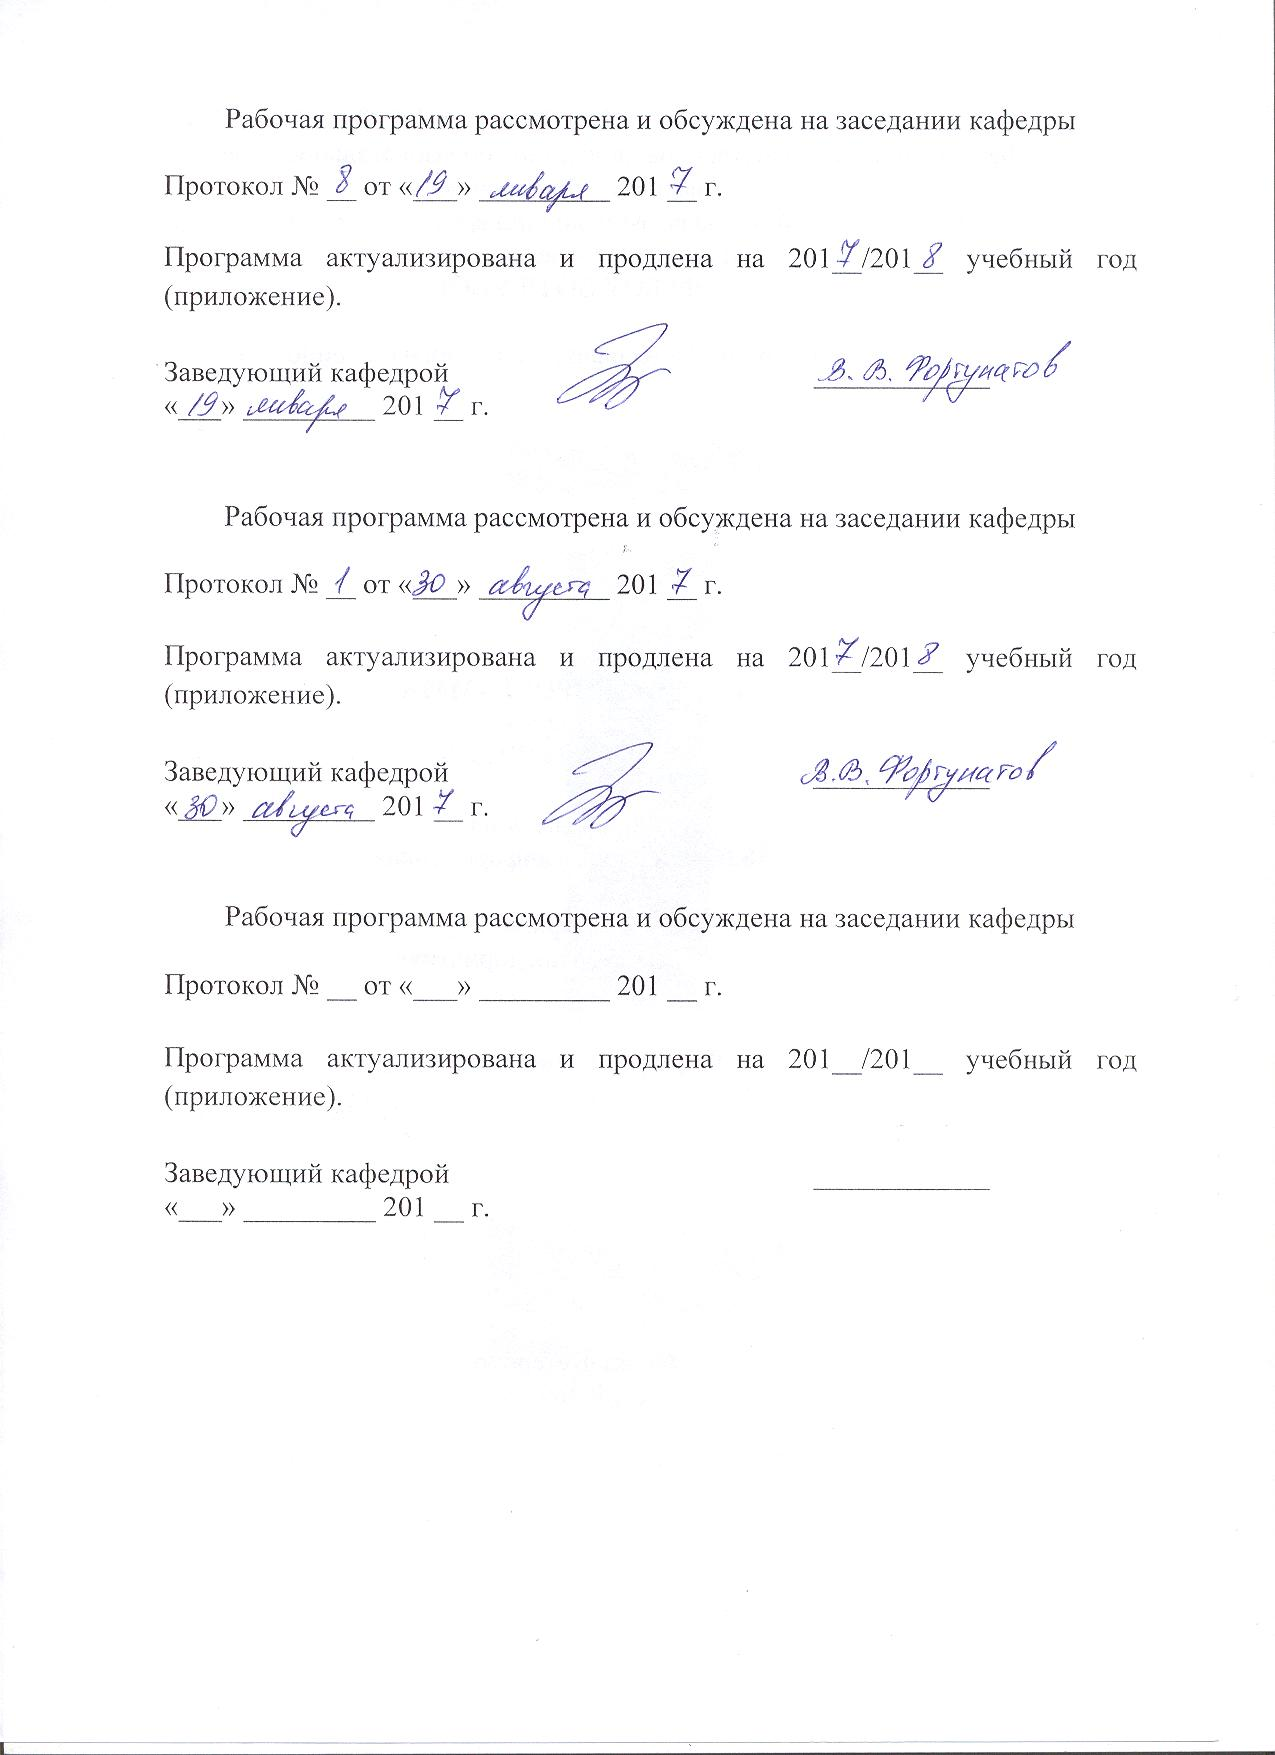 Рабочая программа рассмотрена и обсуждена на заседании кафедры
Протокол № 8 от «19» января 2017 г.
Программа актуализирована и продлена на 2017/2018 учебный год
(приложение).
Заведующий кафедрой В. В. Фортунатов
«19» января 2017 г.
Рабочая программа рассмотрена и обсуждена на заседании кафедры
Протокол № 1 от «30» августа 2017 г.
Программа актуализирована и продлена на 2017/2018 учебный год
(приложение).
Заведующий кафедрой В.В. Фортунатов
«30» августа 2017 г.
Рабочая программа рассмотрена и обсуждена на заседании кафедры
Протокол № __ от «___» _________ 201 __ г.
Программа актуализирована и продлена на 201__/201__ учебный год
(приложение).
Заведующий кафедрой ____________
«___» _________ 201 __ г.